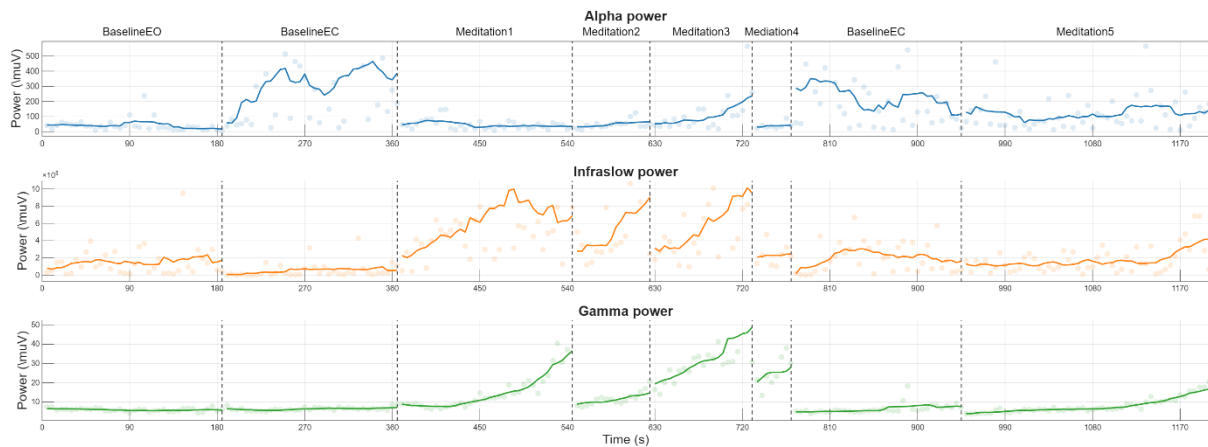 Alpha power
BaselineEO BaselineEC Meditation1 Meditation2 Meditation3 Mediation4 BaselineEC Meditation5
Power (\muV)
500
400
300
200
100
0
0 90 180 270 360 450 540 630 720 810 900 990 1080 1170
Infraslow power
×10⁴
Power (muV)
10
8
6
4
2
0
0 90 180 270 360 450 540 630 720 810 900 990 1080 1170
Gamma power
Power (muV)
50
40
30
20
10
0 90 180 270 360 450 540 630 720 810 900 990 1080 1170
Time (s)